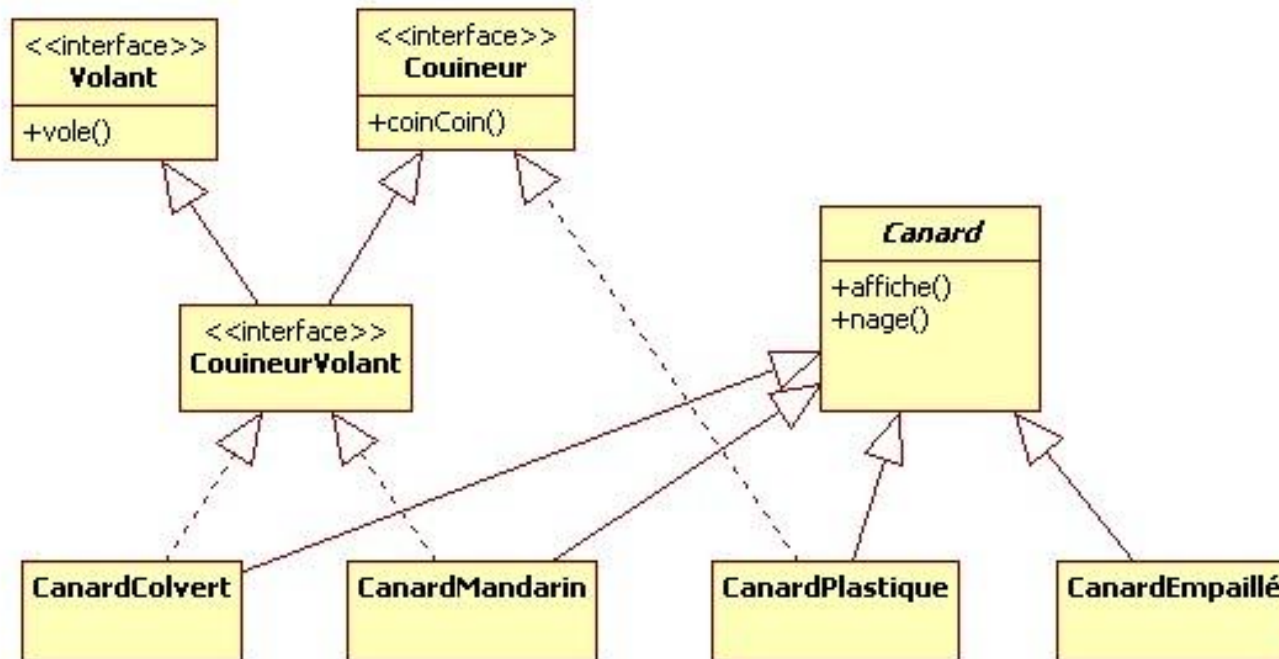 <<interface>>
Volant
+vole()
<<interface>>
Couineur
+coinCoin()
Canard
+affiche()
+nage()
<<interface>>
CouineurVolant
CanardColvert
CanardMandarin
CanardPlastique
CanardEmpaillé